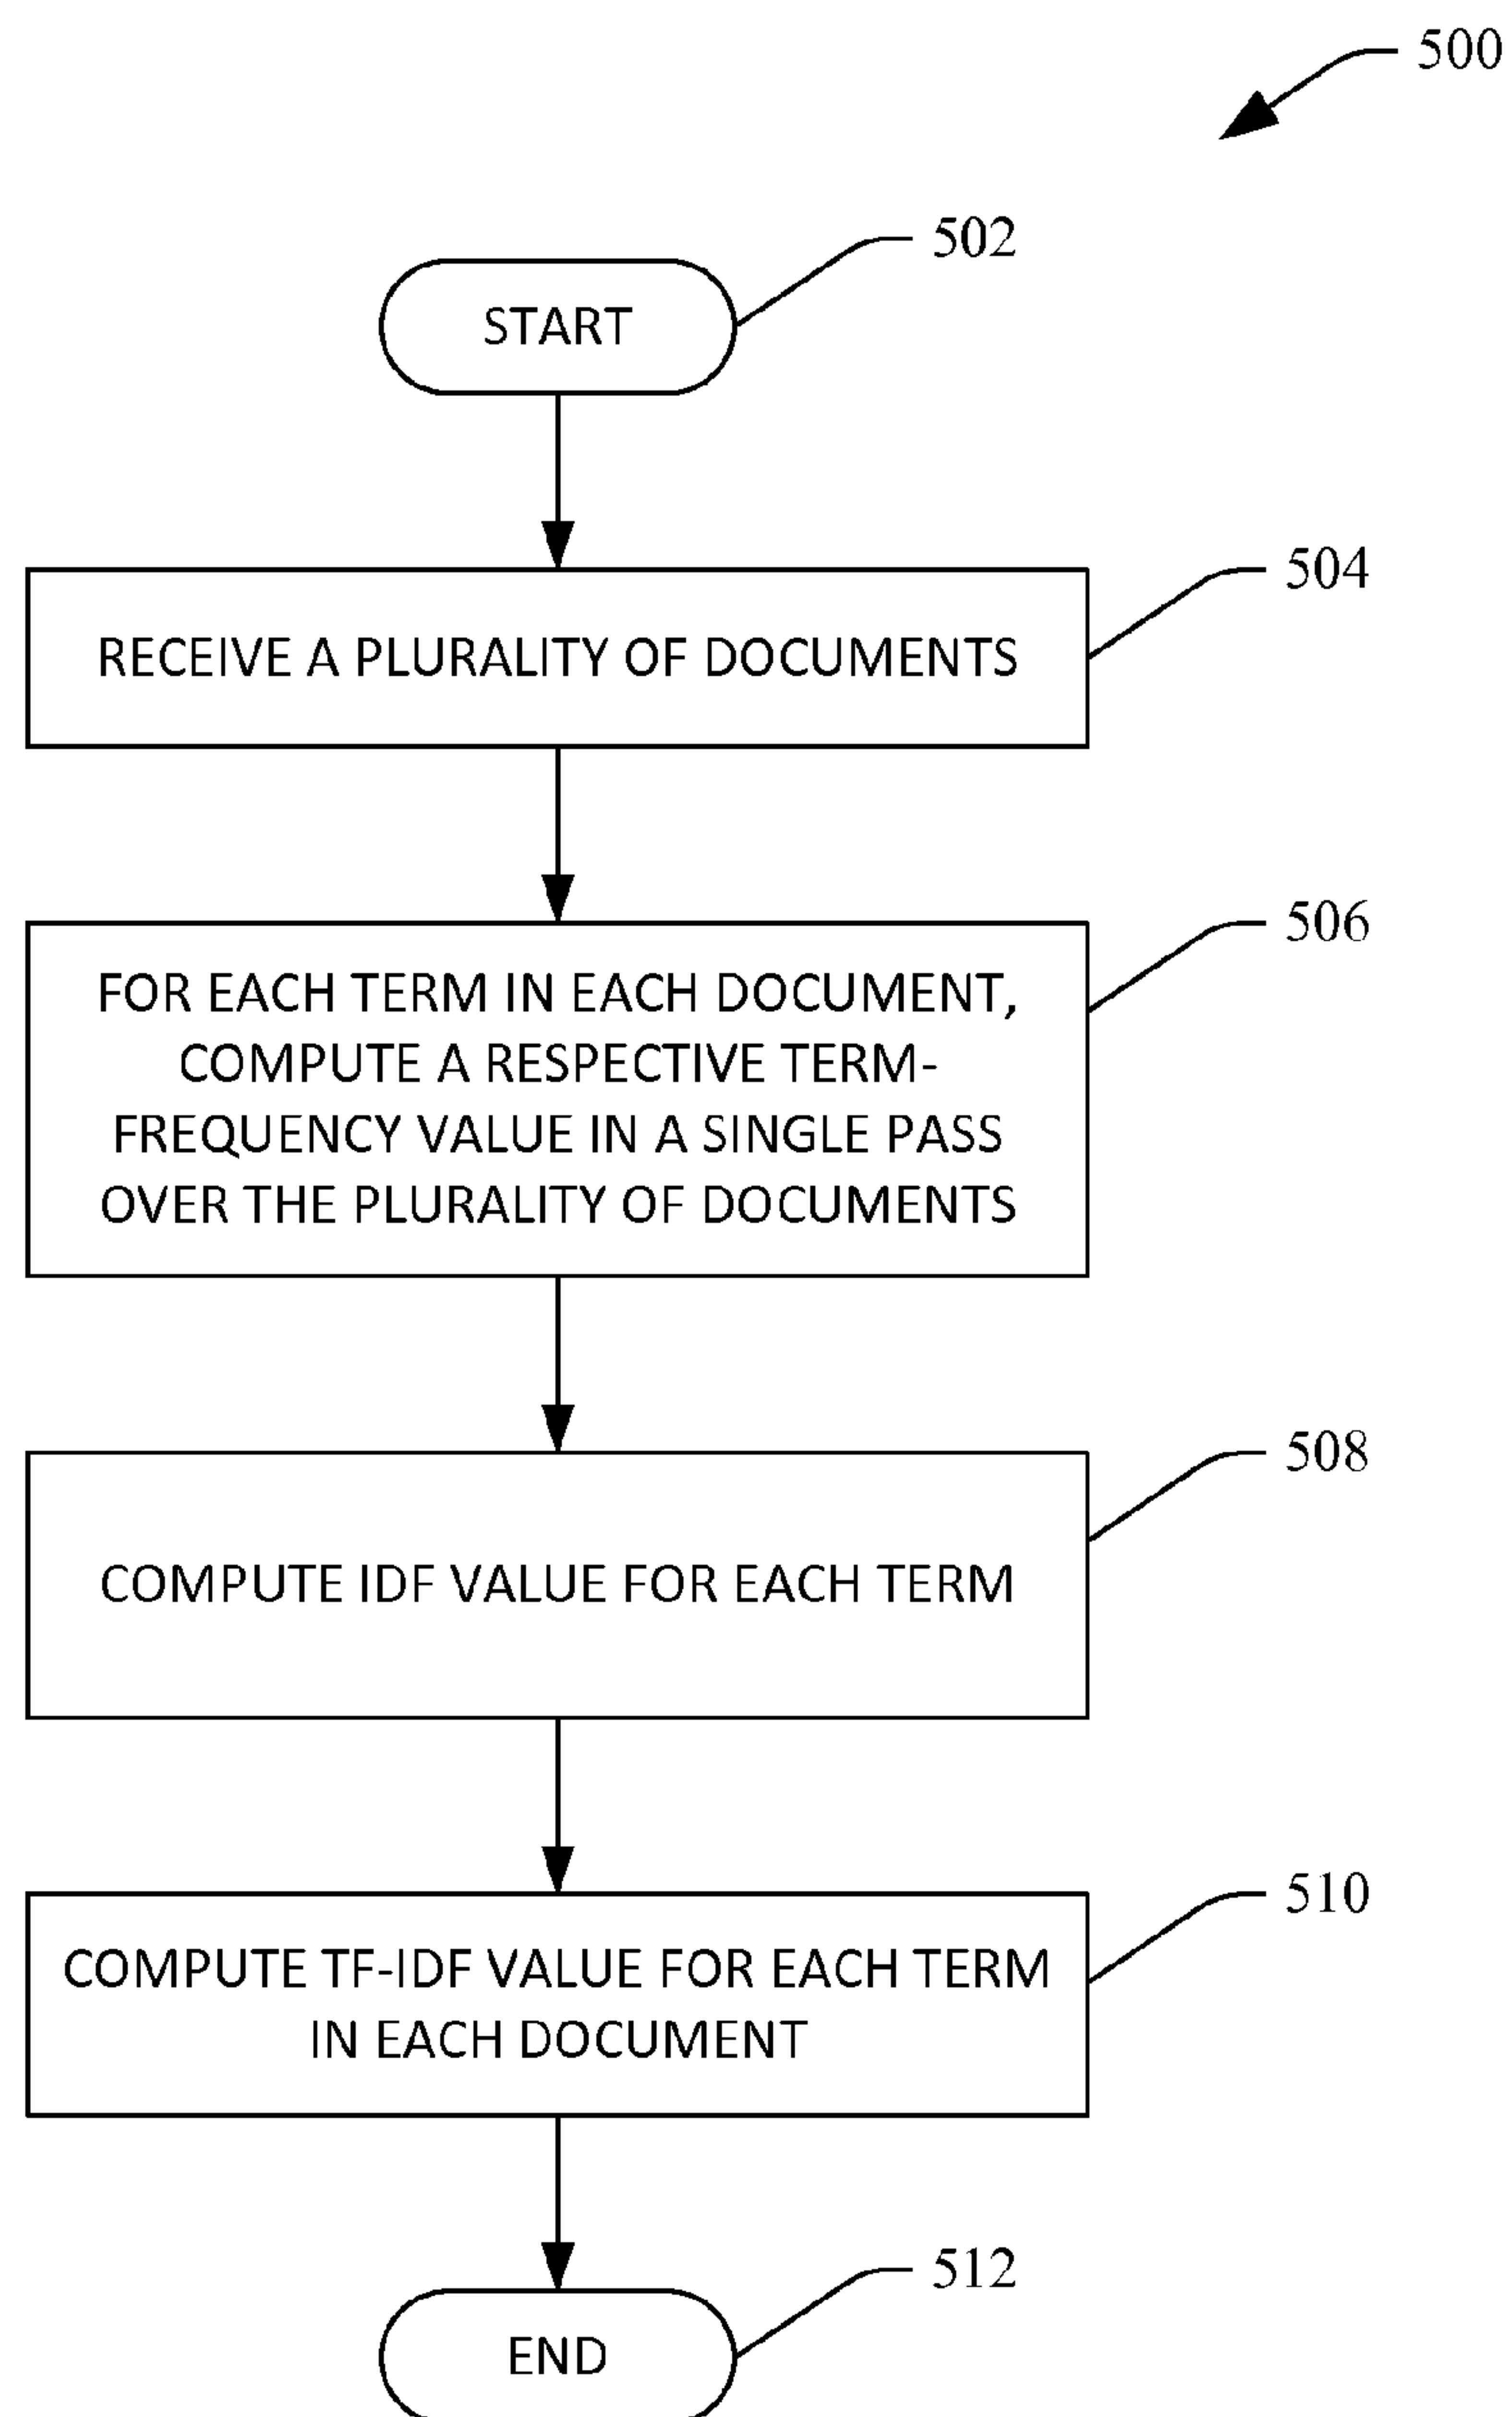 500
502
START
504
RECEIVE A PLURALITY OF DOCUMENTS
506
FOR EACH TERM IN EACH DOCUMENT,
COMPUTE A RESPECTIVE TERM-
FREQUENCY VALUE IN A SINGLE PASS
OVER THE PLURALITY OF DOCUMENTS
508
COMPUTE IDF VALUE FOR EACH TERM
510
COMPUTE TF-IDF VALUE FOR EACH TERM
IN EACH DOCUMENT
512
END